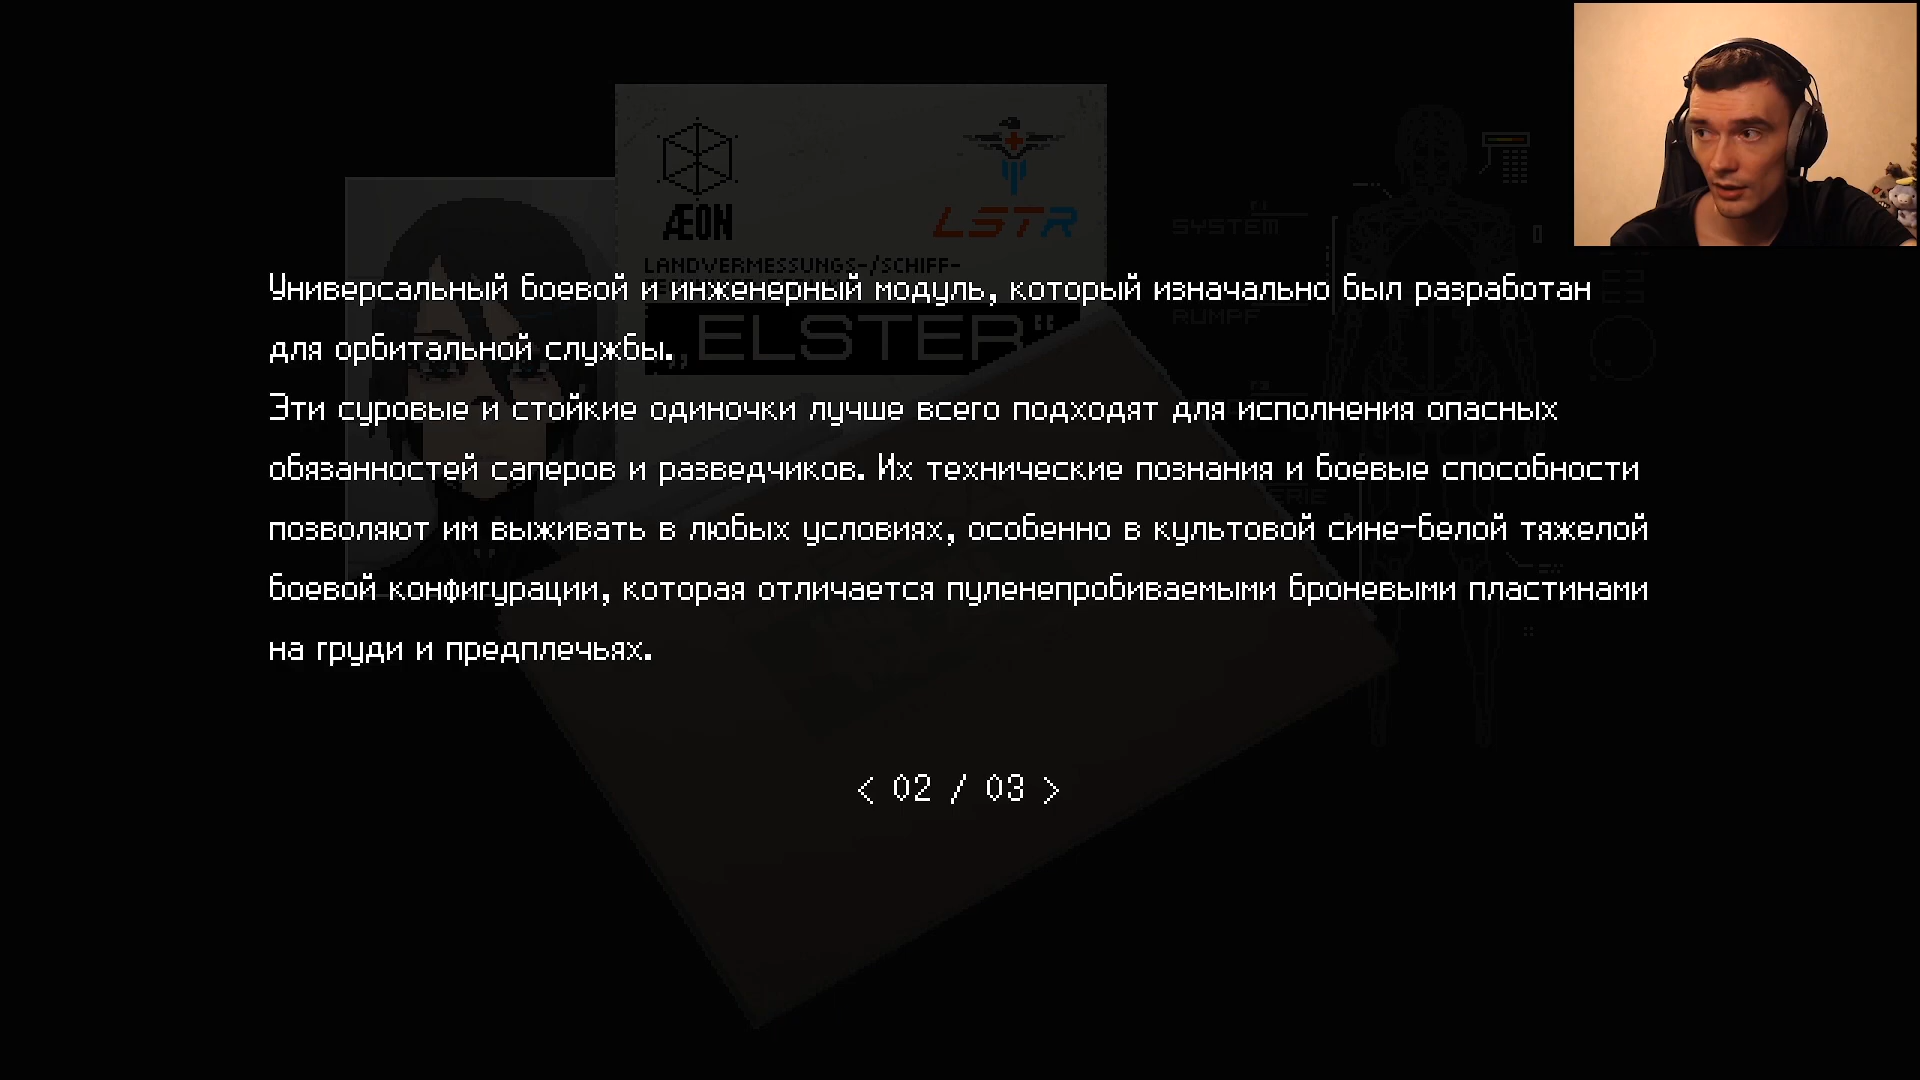 ÆON
LSTR
LANDVERMESSUNGS-/SCHIFF-
„ELSTER“
SYSTEM
RUMPF
Универсальный боевой и инженерный модуль, который изначально был разработан
для орбитальной службы.
Эти суровые и стойкие одиночки лучше всего подходят для исполнения опасных
обязанностей саперов и разведчиков. Их технические познания и боевые способности
позволяют им выживать в любых условиях, особенно в культовой сине-белой тяжелой
боевой конфигурации, которая отличается пуленепробиваемыми броневыми пластинами
на груди и предплечьях.
< 02 / 03 >